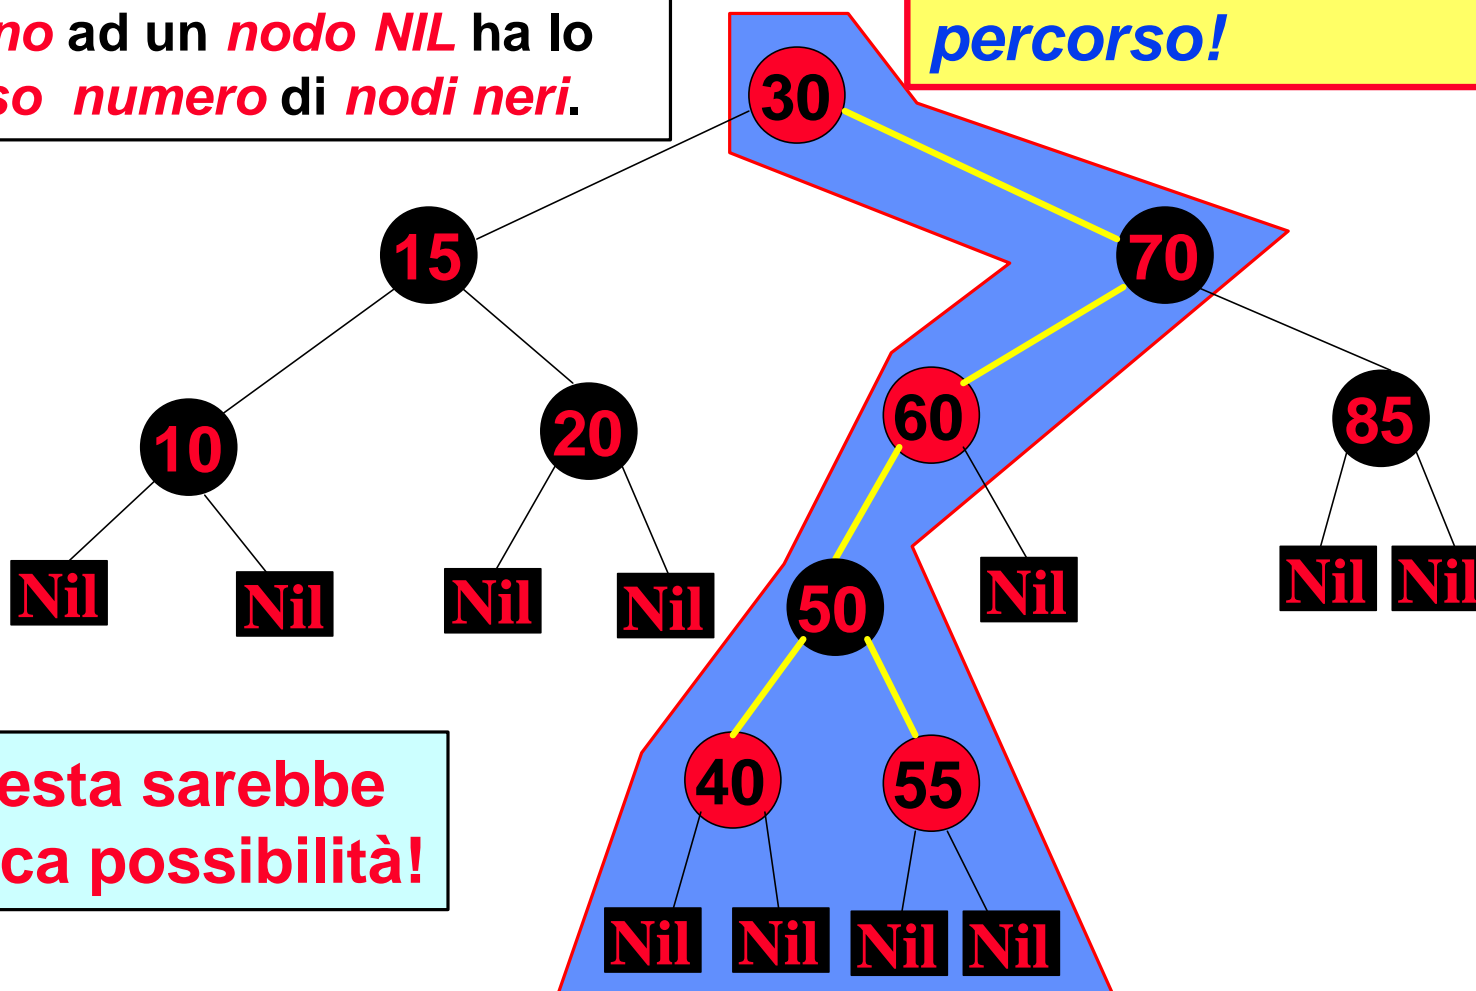 no ad un nodo NIL ha lo
so numero di nodi neri.
percorso!
30
15
70
10
20
60
85
Nil
Nil
Nil
Nil
50
Nil
Nil
Nil
40
55
Nil
Nil
Nil
Nil
esta sarebbe
ca possibilità!